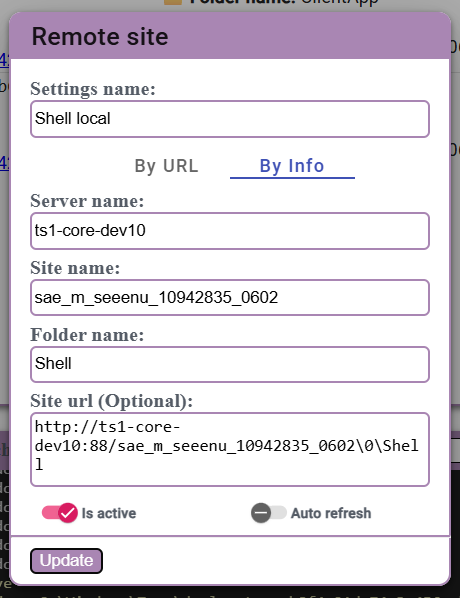 Folder name: ClientApp
Remote site
Settings name:
Shell local
By URL By Info
Server name:
ts1-core-dev10
Site name:
sae_m_seeenu_10942835_0602
Folder name:
Shell
Site url (Optional):
http://ts1-core-
dev10:88/sae_m_seeenu_10942835_0602\0\Shel
l
Is active Auto refresh
Update